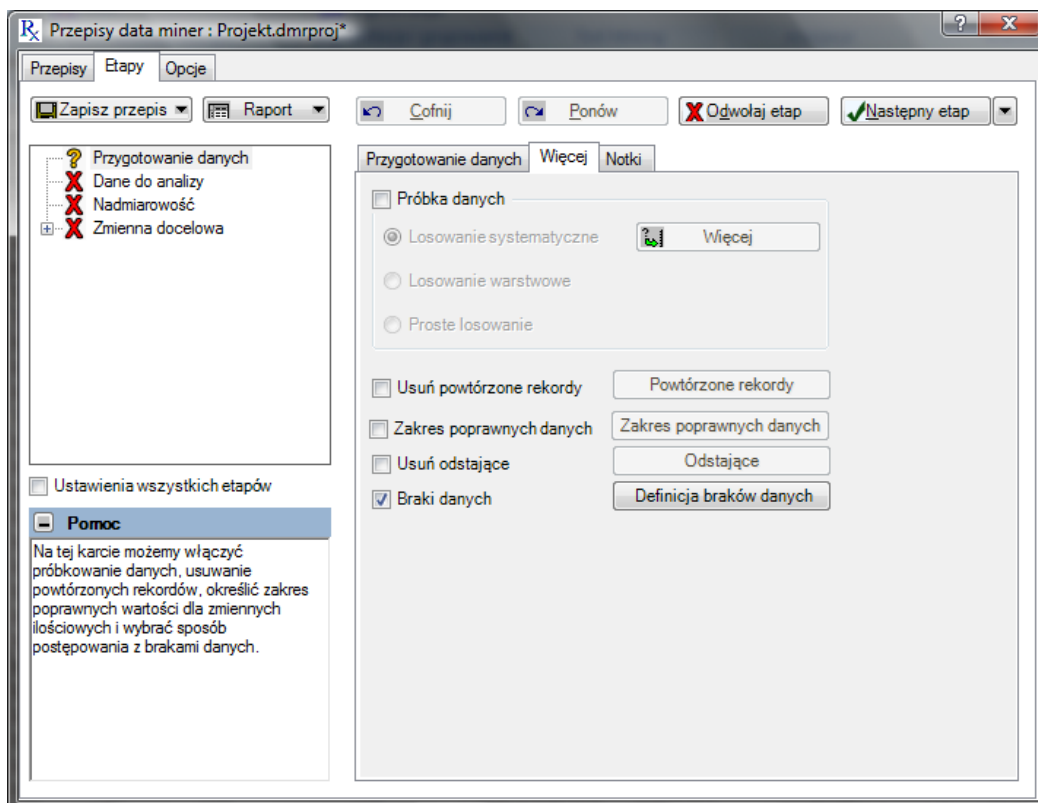 Przepisy data miner : Projekt.dmrproj*
Przepisy Etapy Opcje
Zapisz przepis Raport Cofnij Ponów Odwołaj etap Następny etap
Przygotowanie danych
Dane do analizy
Nadmiarowość
Zmienna docelowa
Ustawienia wszystkich etapów
Pomoc
Na tej karcie możemy włączyć
próbkowanie danych, usuwanie
powtórzonych rekordów, określić zakres
poprawnych wartości dla zmiennych
ilościowych i wybrać sposób
postępowania z brakami danych.
Przygotowanie danych Więcej Notki
Próbka danych
Losowanie systematyczne Więcej
Losowanie warstwowe
Proste losowanie
Usuń powtórzone rekordy Powtórzone rekordy
Zakres poprawnych danych Zakres poprawnych danych
Usuń odstające Odstające
Braki danych Definicja braków danych